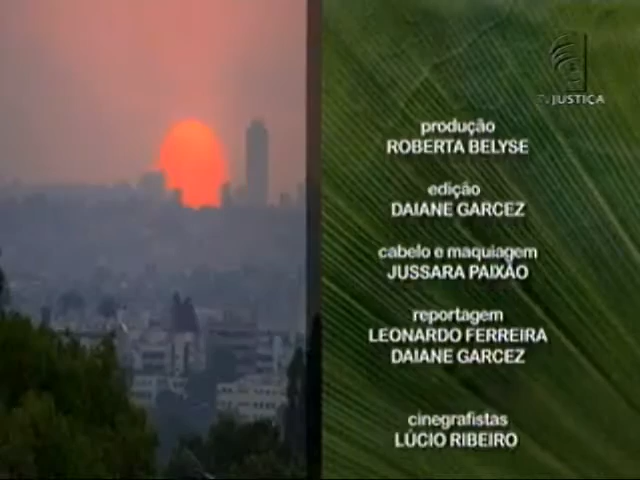 TV JUSTIÇA
produção
ROBERTA BELYSE
edição
DAIANE GARCEZ
cabelo e maquiagem
JUSSARA PAIXÃO
reportagem
LEONARDO FERREIRA
DAIANE GARCEZ
cinegrafistas
LÚCIO RIBEIRO